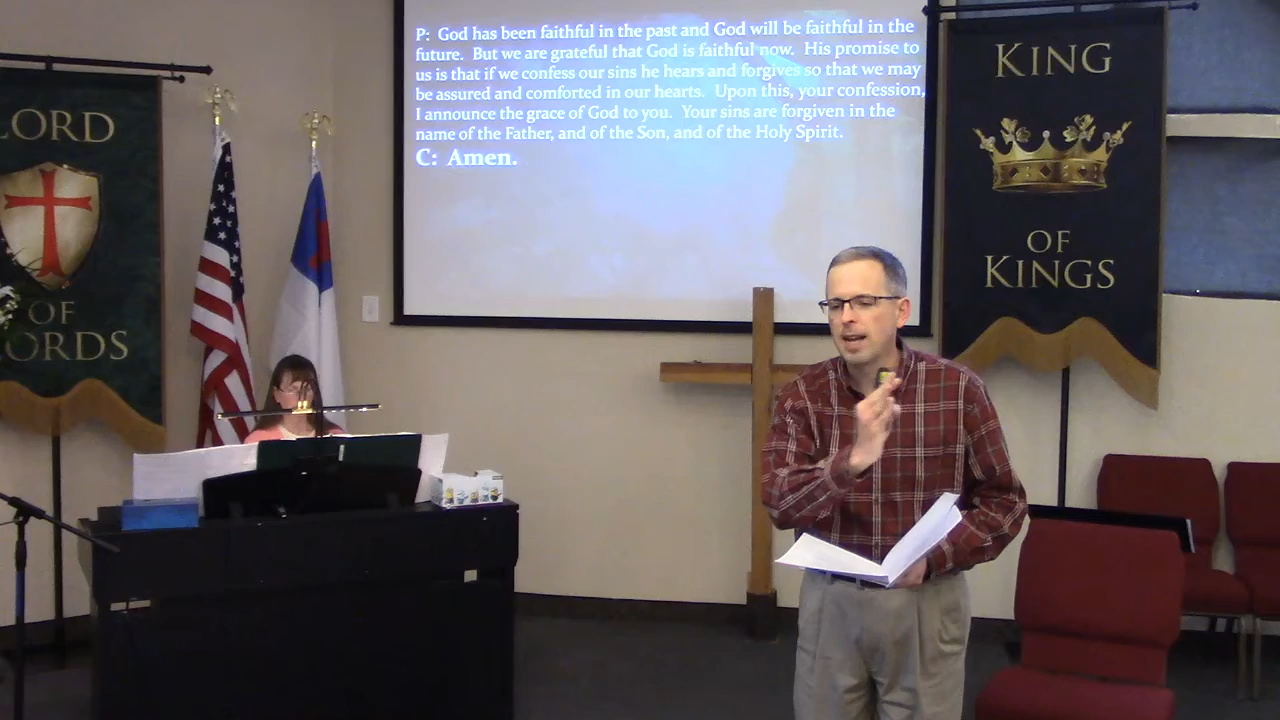 P: God has been faithful in the past and God will be faithful in the
future. But we are grateful that God is faithful now. His promise to
us is that if we confess our sins he hears and forgives so that we may
be assured and comforted in our hearts. Upon this, your confession,
I announce the grace of God to you. Your sins are forgiven in the
name of the Father, and of the Son, and of the Holy Spirit.
C: Amen.
LORD
OF
LORDS
KING
OF
KINGS